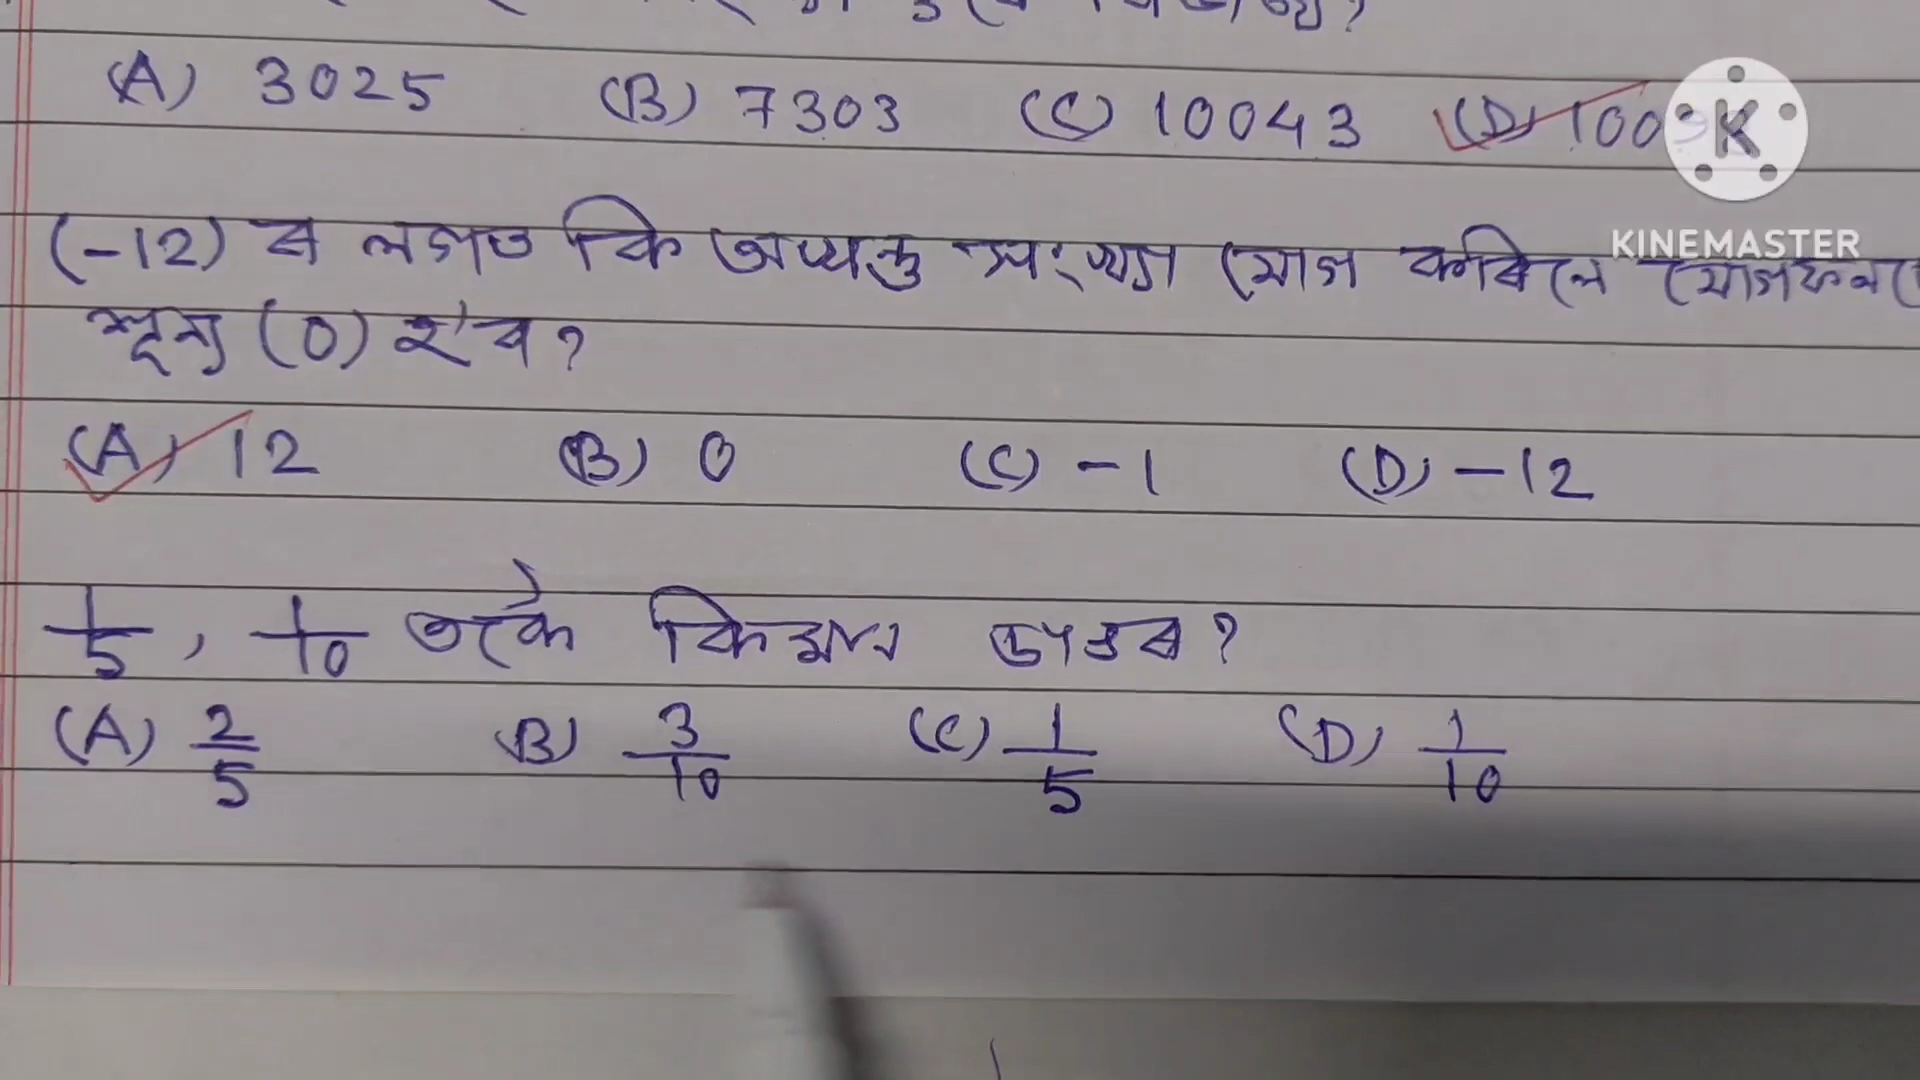 (A) 3025 (B) 7303 (C) 10043 (D) 100
KINEMASTER
(-12) ৰ লগত কি অখণ্ড সংখ্যা যোগ কৰিলে যোগফল
শূন্য (0) হ'ব?
(A) 12 (B) 0 (C) -1 (D) -12
1/5, 1/10 তকৈ কিমান ডাঙৰ?
(A) 2/5 (B) 3/10 (C) 1/5 (D) 1/10